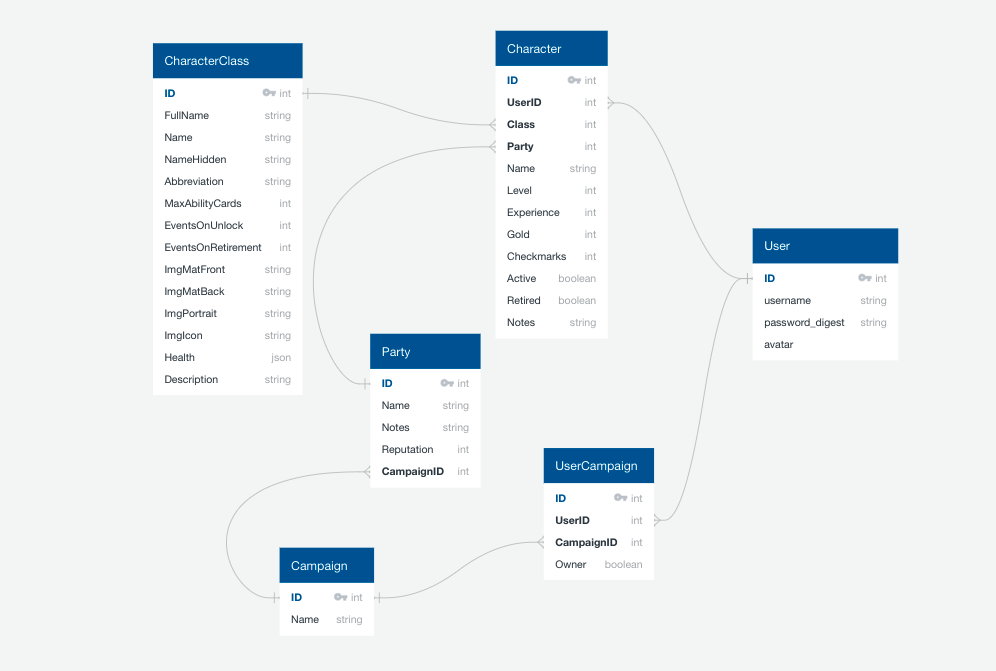 CharacterClass
ID int
FullName string
Name string
NameHidden string
Abbreviation string
MaxAbilityCards int
EventsOnUnlock int
EventsOnRetirement int
ImgMatFront string
ImgMatBack string
ImgPortrait string
ImgIcon string
Health json
Description string
Character
ID int
UserID int
Class int
Party int
Name string
Level int
Experience int
Gold int
Checkmarks int
Active boolean
Retired boolean
Notes string
User
ID int
username string
password_digest string
avatar
Party
ID int
Name string
Notes string
Reputation int
CampaignID int
UserCampaign
ID int
UserID int
CampaignID int
Owner boolean
Campaign
ID int
Name string